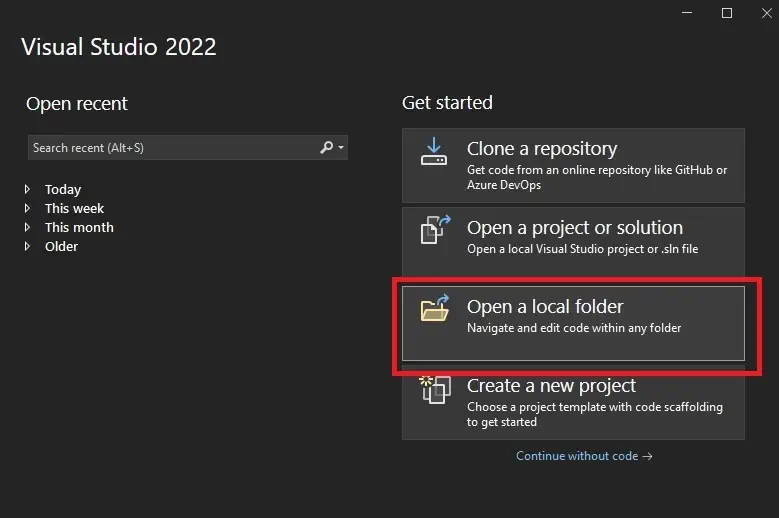 Visual Studio 2022
Open recent
Search recent (Alt+S)
Today
This week
This month
Older
Get started
Clone a repository
Get code from an online repository like GitHub or
Azure DevOps
Open a project or solution
Open a local Visual Studio project or .sln file
Open a local folder
Navigate and edit code within any folder
Create a new project
Choose a project template with code scaffolding
to get started
Continue without code →